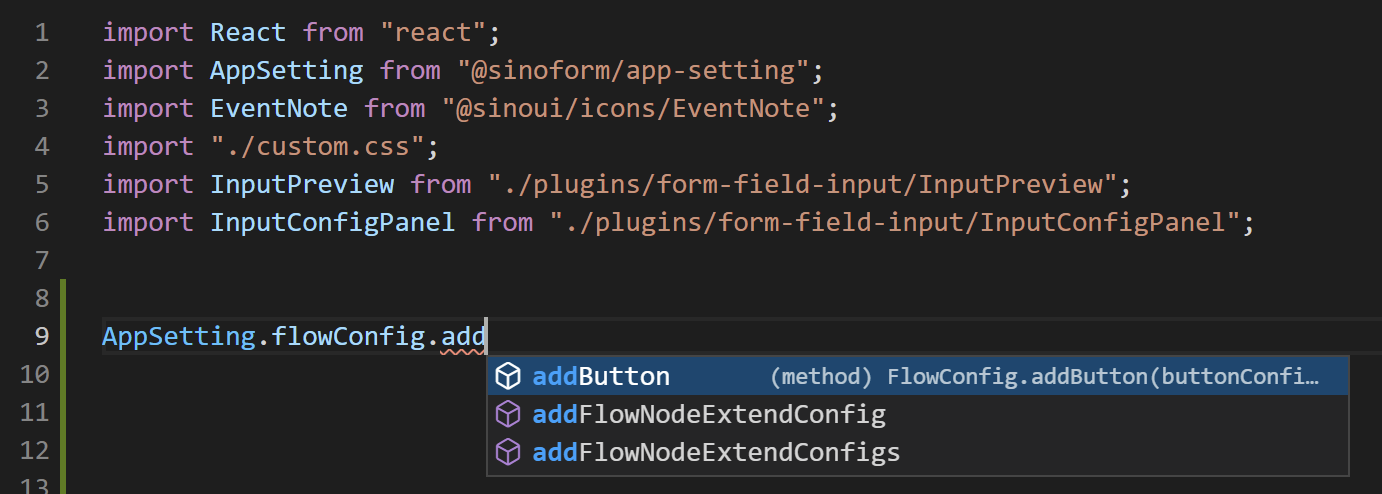 1 import React from "react";
2 import AppSetting from "@sinoform/app-setting";
3 import EventNote from "@sinoui/icons/EventNote";
4 import "./custom.css";
5 import InputPreview from "./plugins/form-field-input/InputPreview";
6 import InputConfigPanel from "./plugins/form-field-input/InputConfigPanel";
7
8
9 AppSetting.flowConfig.add
10 addButton (method) FlowConfig.addButton(buttonConfi…
11 addFlowNodeExtendConfig
12 addFlowNodeExtendConfigs
13